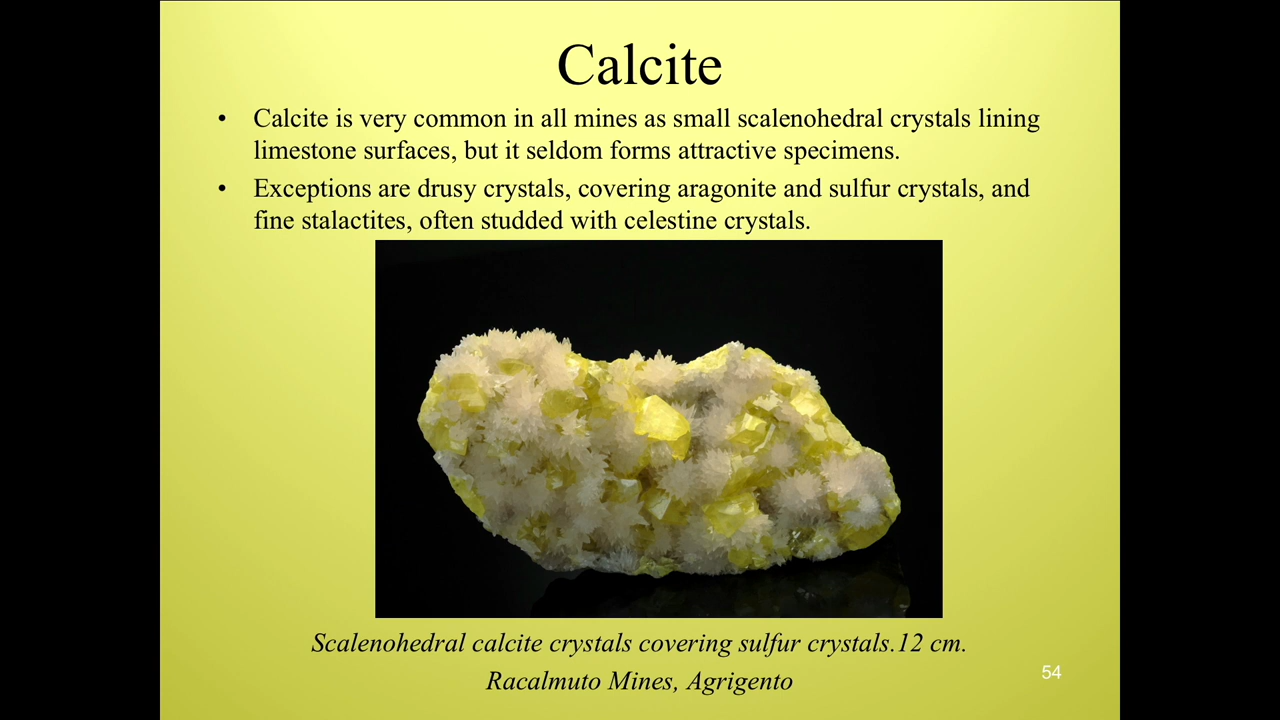 Calcite
• Calcite is very common in all mines as small scalenohedral crystals lining
limestone surfaces, but it seldom forms attractive specimens.
• Exceptions are drusy crystals, covering aragonite and sulfur crystals, and
fine stalactites, often studded with celestine crystals.
Scalenohedral calcite crystals covering sulfur crystals.12 cm.
Racalmuto Mines, Agrigento
54